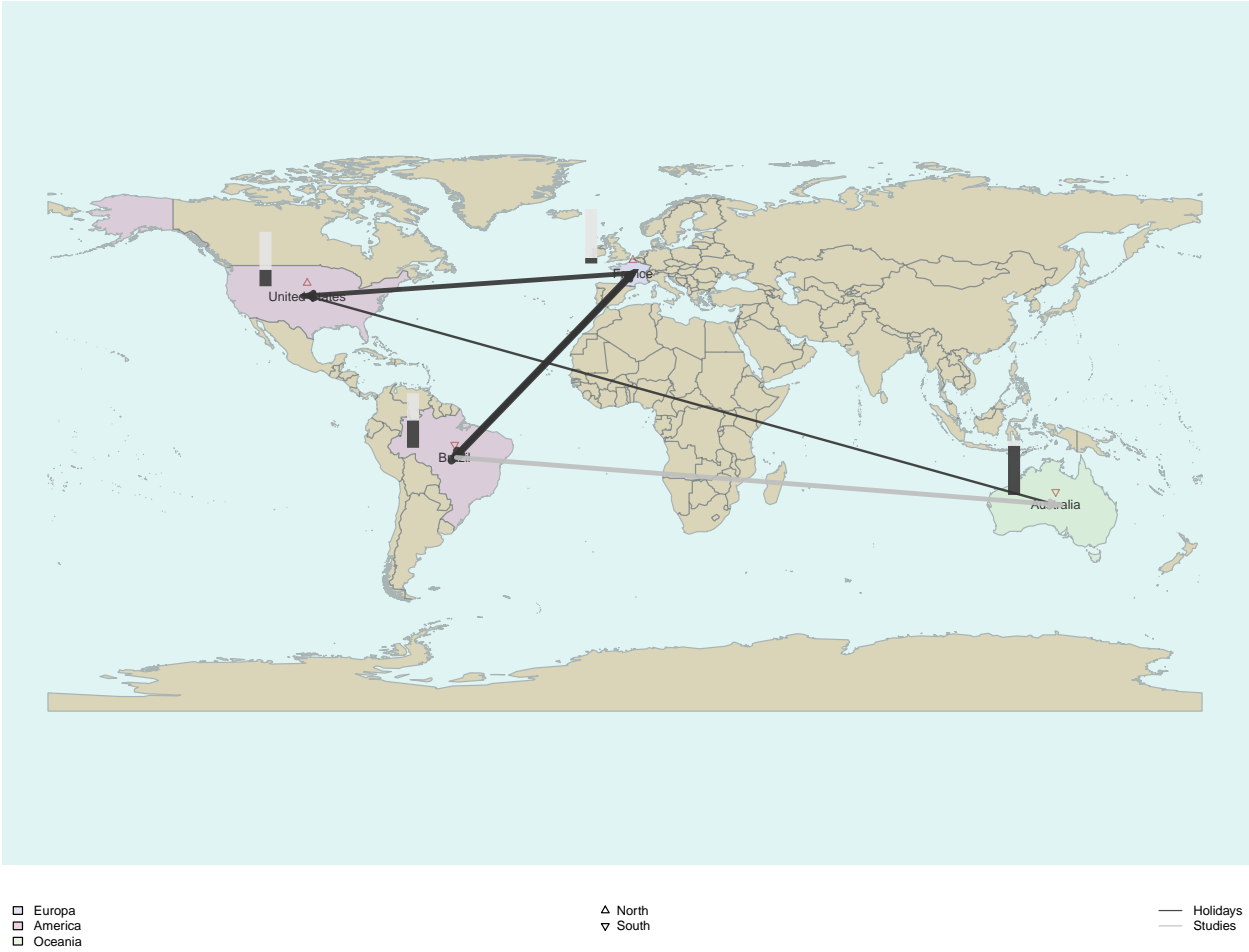 France
United States
Brazil
Australia
Europa
America
Oceania
North
South
Holidays
Studies